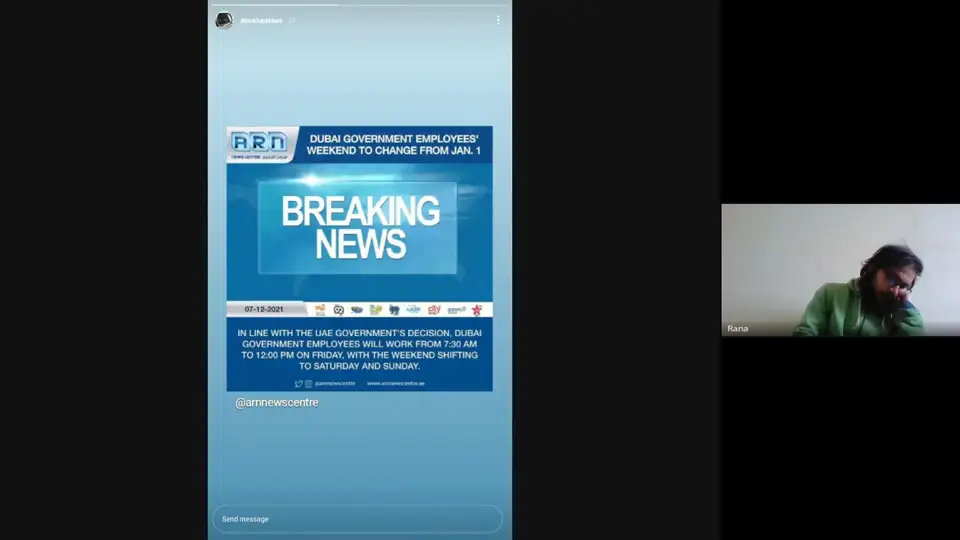 ARN
NEWS CENTRE
DUBAI GOVERNMENT EMPLOYEES'
WEEKEND TO CHANGE FROM JAN. 1
BREAKING
NEWS
07-12-2021
IN LINE WITH THE UAE GOVERNMENT'S DECISION, DUBAI
GOVERNMENT EMPLOYEES WILL WORK FROM 7:30 AM
TO 12:00 PM ON FRIDAY, WITH THE WEEKEND SHIFTING
TO SATURDAY AND SUNDAY.
@arnnewscentre www.arnnewscentre.ae
@arnnewscentre
Send message
Rana